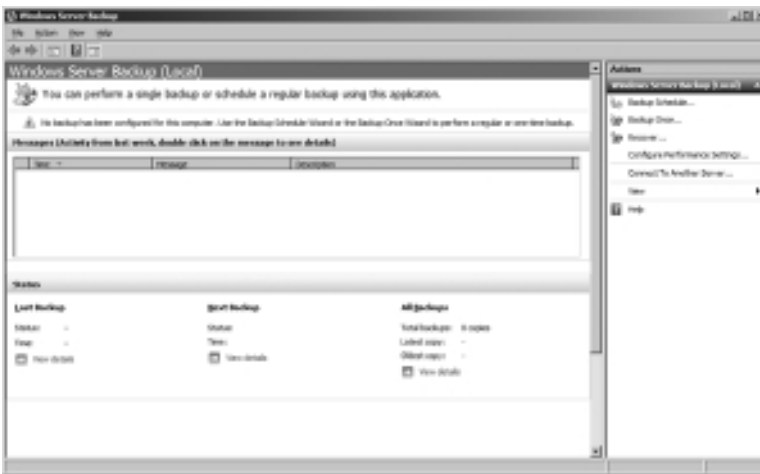 Windows Server Backup
File Action View Help
Windows Server Backup (Local)
You can perform a single backup or schedule a regular backup using this application.
No backup has been configured for this computer. Use the Backup Schedule Wizard or the Backup Once Wizard to perform a regular or one-time backup.
Messages (Activity from last week, double click on the message to see details)
Time Message Description
Status
Last Backup
Status: -
Time: -
View details
Next Backup
Status:
Time:
View details
All Backups
Total backups: 0 copies
Latest copy: -
Oldest copy: -
View details
Actions
Windows Server Backup (Local)
Backup Schedule...
Backup Once...
Recover...
Configure Performance Settings...
Connect To Another Server...
View
Help